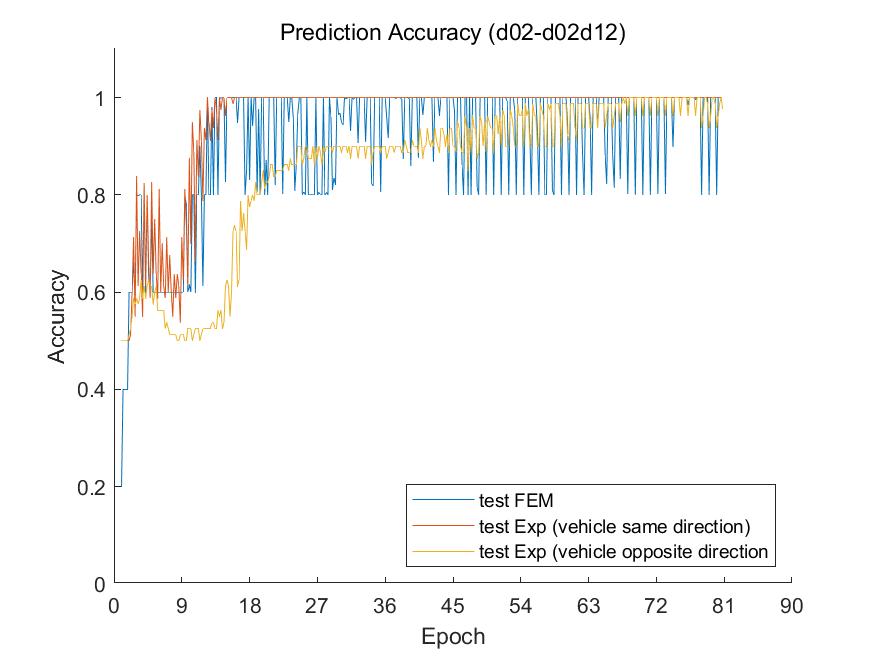 Prediction Accuracy (d02-d02d12)
1
0.8
0.6
0.4
0.2
0
Accuracy
test FEM
test Exp (vehicle same direction)
test Exp (vehicle opposite direction
0 9 18 27 36 45 54 63 72 81 90
Epoch